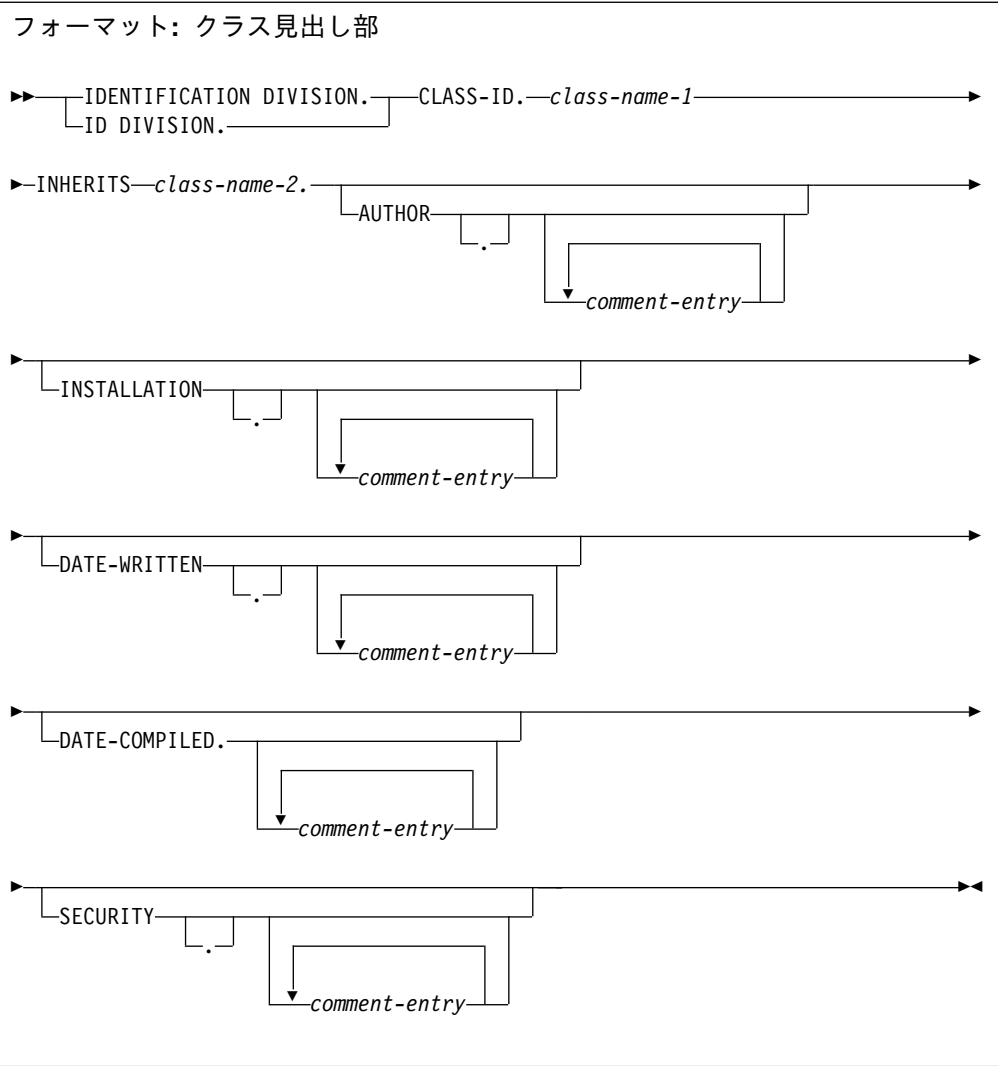 フォーマット: クラス見出し部
IDENTIFICATION DIVISION. CLASS-ID. class-name-1
ID DIVISION.
INHERITS class-name-2.
AUTHOR
.
comment-entry
INSTALLATION
.
comment-entry
DATE-WRITTEN
.
comment-entry
DATE-COMPILED.
comment-entry
SECURITY
.
comment-entry